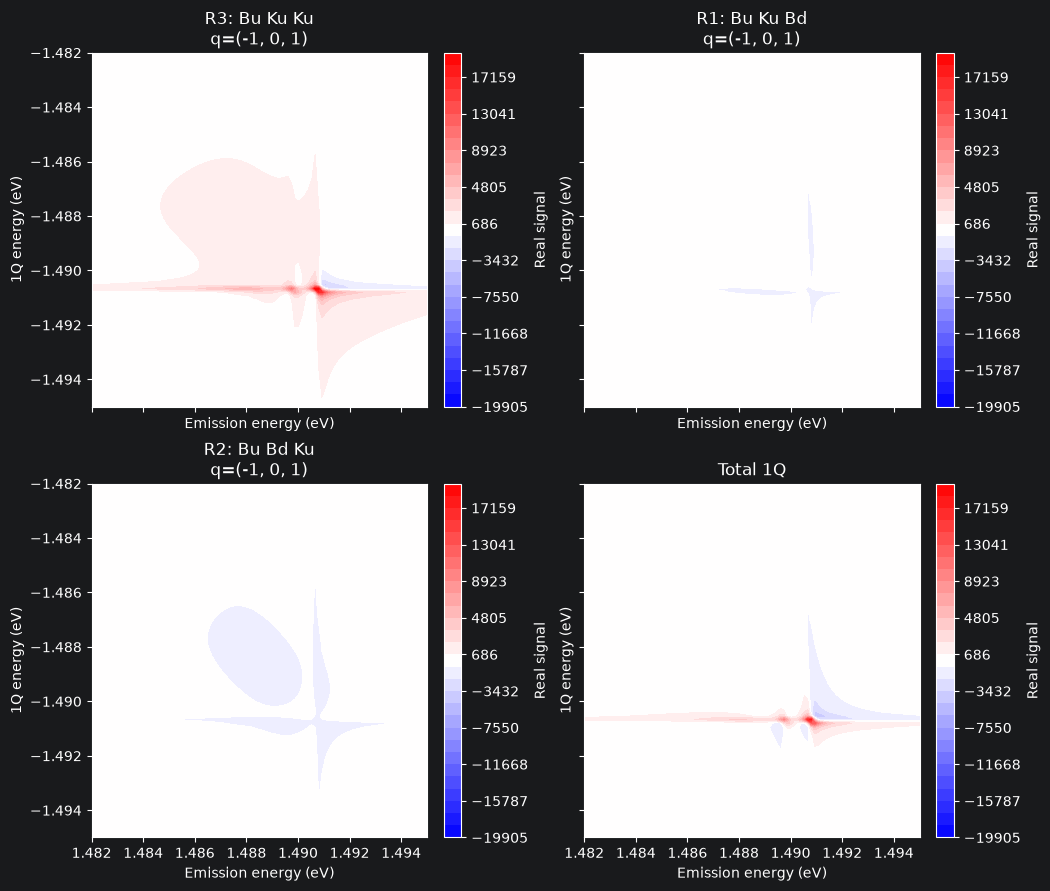 R3: Bu Ku Ku
q=(-1, 0, 1)
−1.482
−1.484
−1.486
−1.488
−1.490
−1.492
−1.494
1Q energy (eV)
Emission energy (eV)
17159
13041
8923
4805
686
−3432
−7550
−11668
−15787
−19905
Real signal
R1: Bu Ku Bd
q=(-1, 0, 1)
1Q energy (eV)
Emission energy (eV)
17159
13041
8923
4805
686
−3432
−7550
−11668
−15787
−19905
Real signal
R2: Bu Bd Ku
q=(-1, 0, 1)
−1.482
−1.484
−1.486
−1.488
−1.490
−1.492
−1.494
1Q energy (eV)
1.482 1.484 1.486 1.488 1.490 1.492 1.494
Emission energy (eV)
17159
13041
8923
4805
686
−3432
−7550
−11668
−15787
−19905
Real signal
Total 1Q
1Q energy (eV)
1.482 1.484 1.486 1.488 1.490 1.492 1.494
Emission energy (eV)
17159
13041
8923
4805
686
−3432
−7550
−11668
−15787
−19905
Real signal